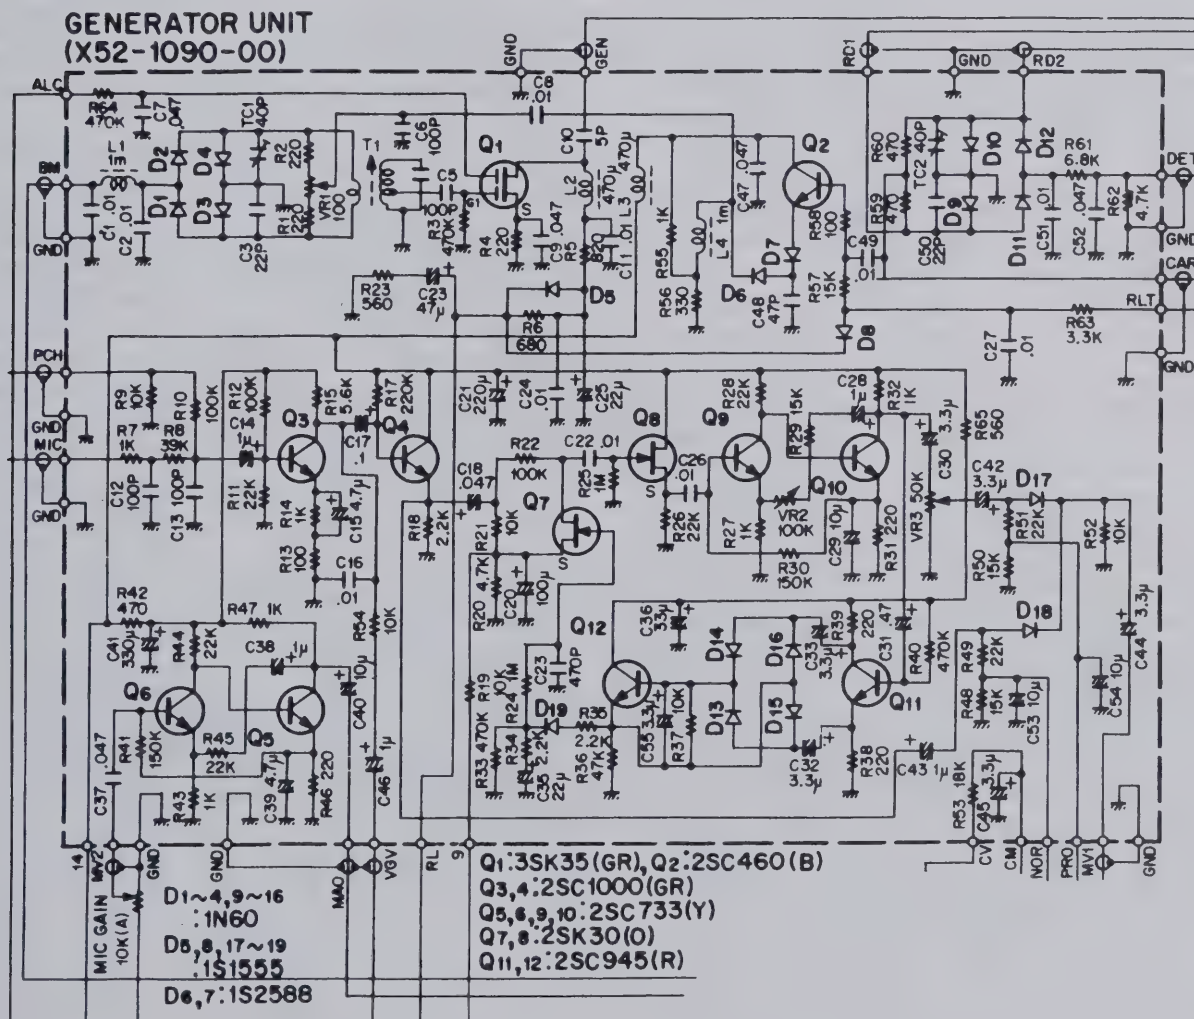 GENERATOR UNIT
(X52-1090-00)
GND
GEN
RD1
GND
RD2
ALC
R64
470K
C7
.047
TC1
40P
C6
100P
C8
.01
C10
5P
470μ
C47
.047
Q2
R60
470
TC2
40P
D10
D12
R61
6.8K
DET
L1
1m
D2
D4
R2
220
VR1
100
T1
C5
100P
Q1
G1
S
L2
470μ
L3
R55
1K
1m
L4
R58
100
C49
.01
R59
470
C50
22P
D9
D11
C51
.01
C52
.047
R62
4.7K
GND
BM
GND
C1
.01
C2
.01
D1
D3
C3
22P
R1
220
R3
470K
R4
220
C9
.047
R5
820
C11
.01
R56
330
D6
D7
C48
47P
R57
15K
CAR
RLT
R23
560
C23
47μ
D5
R6
680
D8
C27
.01
R63
3.3K
GND
PCH
GND
MIC
GND
R9
10K
R10
100K
R12
100K
R15
5.6K
R17
220K
C21
220μ
C24
.01
C25
22μ
R28
22K
15K
R29
C28
1μ
R32
1K
3.3μ
C30
R65
560
R7
1K
R8
39K
C14
1μ
Q3
C17
.1
Q4
R22
100K
C22 .01
Q8
Q9
Q10
C42
3.3μ
D17
C12
100P
C13
100P
R11
22K
R14
1K
C15
4.7μ
C18
.047
Q7
R25
1M
S
C26
.01
VR2
100K
C29
10μ
R31
220
VR3
50K
R51
22K
R52
10K
R13
100
C16
.01
R18
2.2K
R21
10K
S
R26
22K
R27
1K
R30
150K
R50
15K
R42
470
R47 1K
R54
10K
R20
4.7K
C20
100μ
Q12
C36
33μ
D14
D16
R39
220
C31
.47
D18
3.3μ
C44
C41
330μ
R44
22K
C38
1μ
10μ
C40
R19
10K
R24
1M
C23
470P
C33
3.3μ
R40
470K
R49
22K
C54
10μ
Q6
Q5
D19
R35
2.2K
C55
3.3μ
10K
R37
D13
D15
Q11
R48
15K
C53
10μ
.047
C37
R41
150K
R45
22K
R43
1K
C39
4.7μ
R46
220
1μ
C46
R33
470K
R34
2.2K
C35
22μ
R36
47K
C32
3.3μ
R38
220
C43
1μ
R53
18K
C45
3.3μ
14
MV2
GND
GND
MAO
VGV
RL
9
CV
CM
NOR
PRO
MV1
GND
MIC GAIN
10K(A)
D1~4,9~16
:1N60
D5,8,17~19
:1S1555
D6,7:1S2588
Q1:3SK35(GR),Q2:2SC460(B)
Q3,4:2SC1000(GR)
Q5,6,9,10:2SC733(Y)
Q7,8:2SK30(O)
Q11,12:2SC945(R)